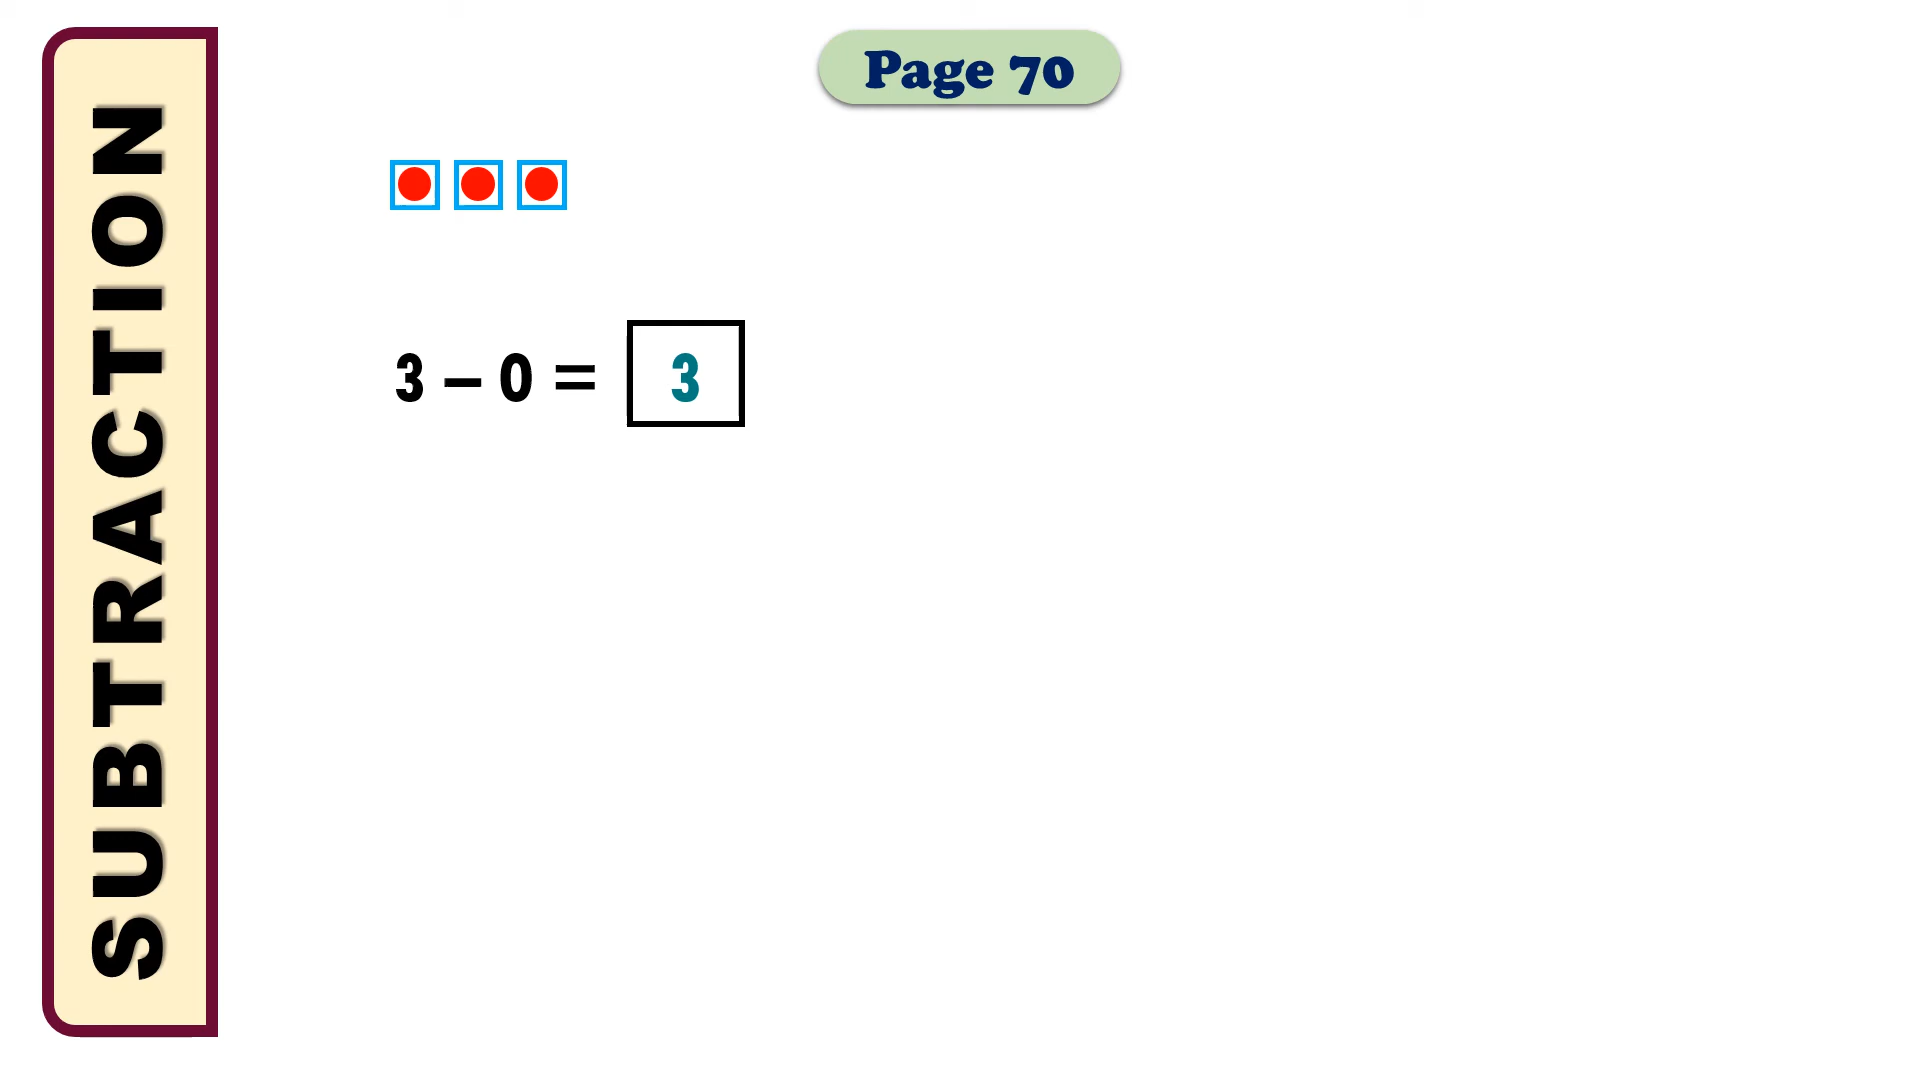 SUBTRACTION
Page 70
3 – 0 = 3